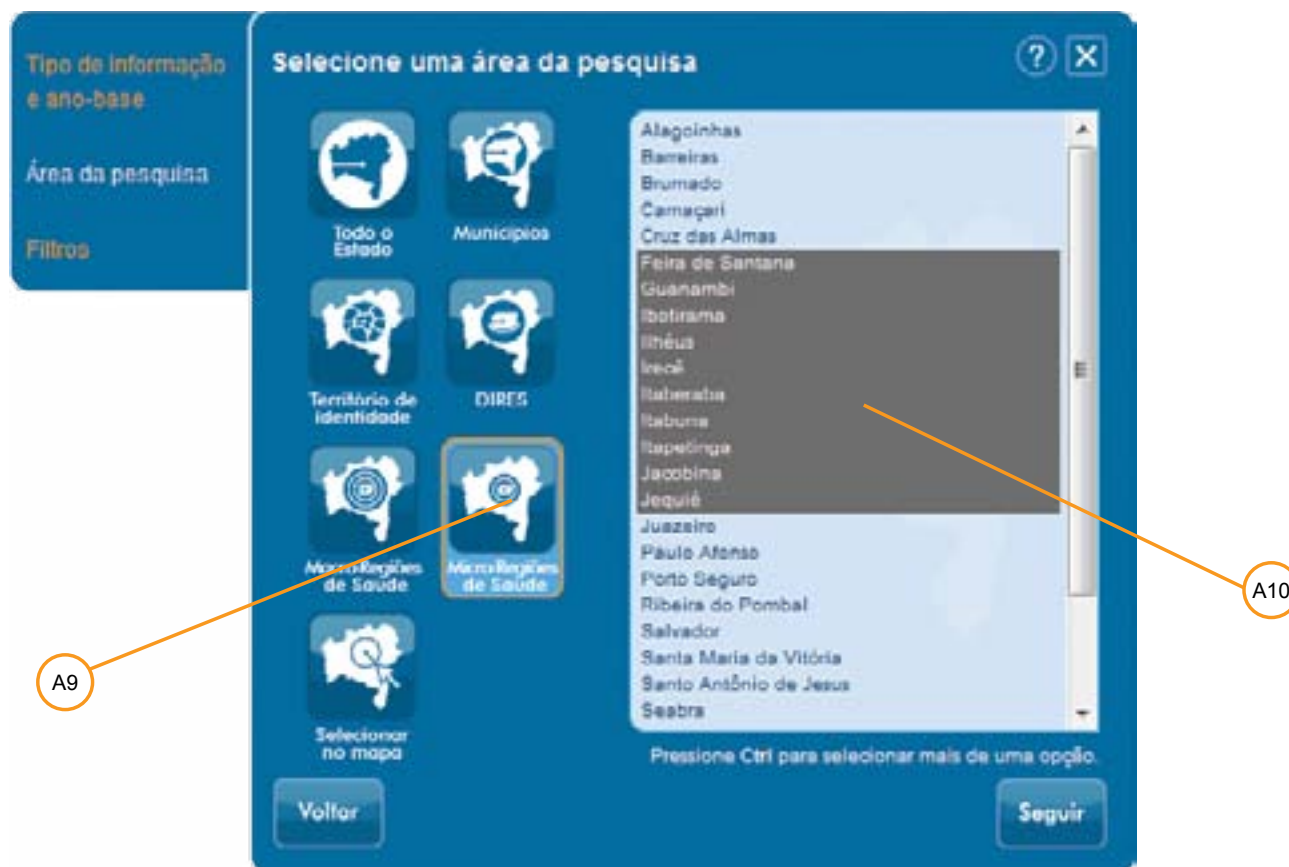 Tipo de informação
e ano-base
Área da pesquisa
Filtros
Selecione uma área da pesquisa
?
X
Todo o
Estado
Municípios
Território de
identidade
DIRES
Macro-Regiões
de Saúde
Micro-Regiões
de Saúde
Selecionar
no mapa
Alagoinhas
Barreiras
Brumado
Camaçari
Cruz das Almas
Feira de Santana
Guanambi
Ibotirama
Ilhéus
Irecê
Itaberaba
Itabuna
Itapetinga
Jacobina
Jequié
Juazeiro
Paulo Afonso
Porto Seguro
Ribeira do Pombal
Salvador
Santa Maria da Vitória
Santo Antônio de Jesus
Seabra
Pressione Ctrl para selecionar mais de uma opção.
Voltar
Seguir
A9
A10